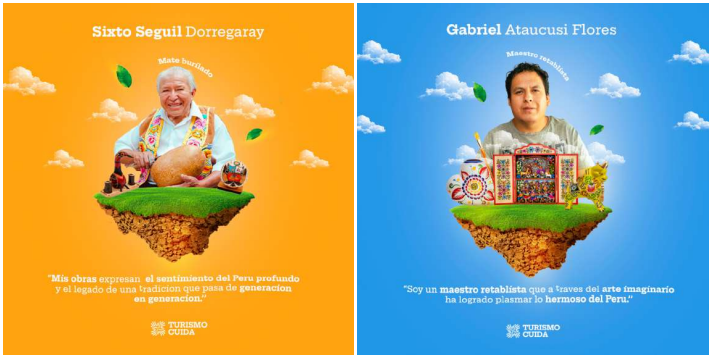 Sixto Seguil Dorregaray
Mate burilado
"Mis obras expresan el sentimiento del Peru profundo
y el legado de una tradicion que pasa de generacion
en generacion."
TURISMO
CUIDA
Gabriel Ataucusi Flores
Maestro retablista
"Soy un maestro retablista que a traves del arte imaginario
ha logrado plasmar lo hermoso del Peru."
TURISMO
CUIDA